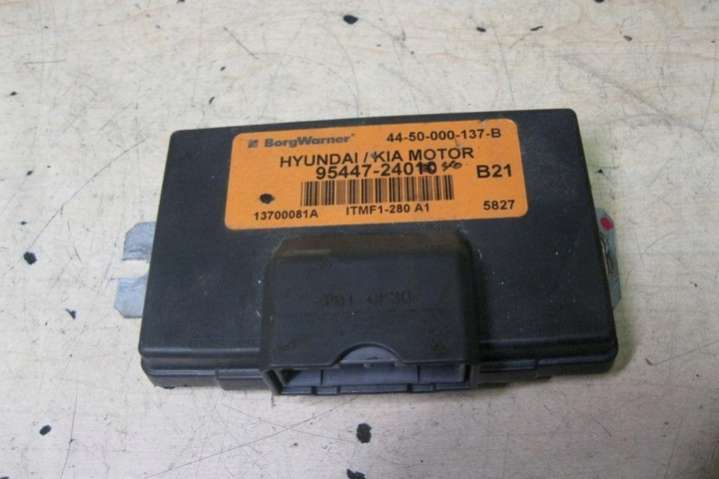 BorgWarner 44-50-000-137-B
HYUNDAI / KIA MOTOR
95447-24010 B21
13700081A ITMF1-280 A1 5827